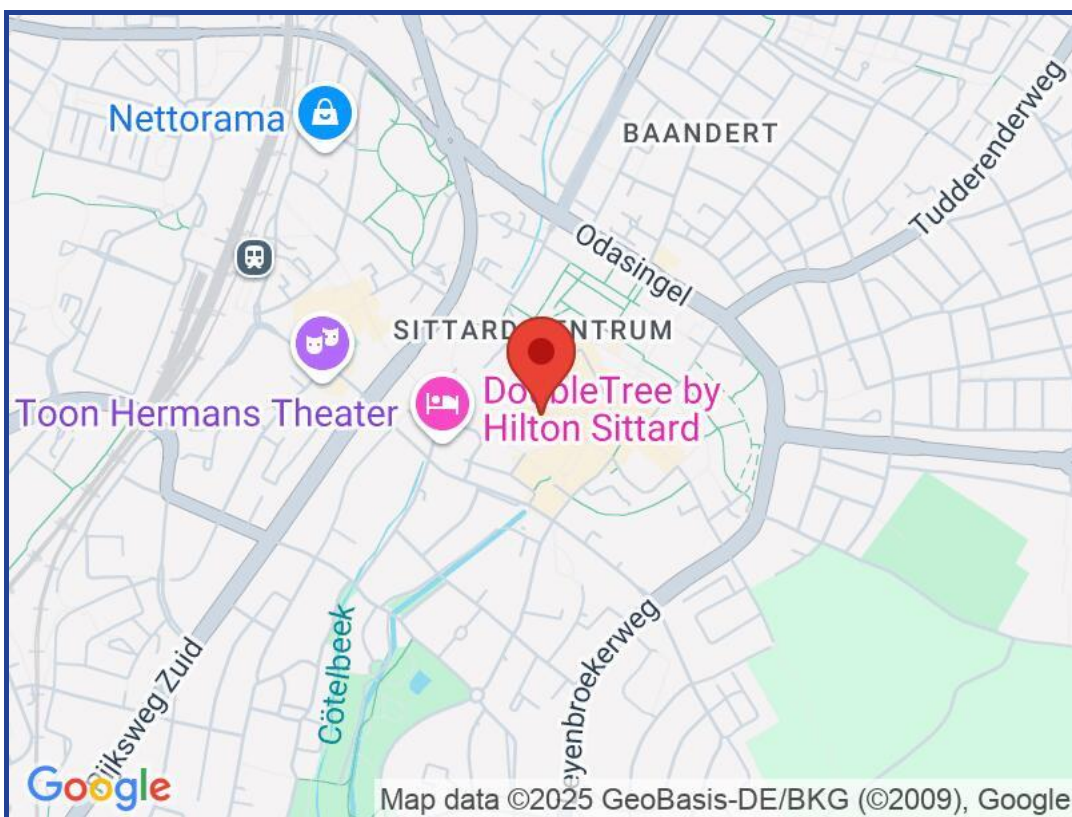 Nettorama
BAANDERT
Tudderenderweg
Odasingel
SITTARD CENTRUM
DoubleTree by
Hilton Sittard
Toon Hermans Theater
Cötelbeek
Rijksweg Zuid
eyenbroekerweg
Google
Map data ©2025 GeoBasis-DE/BKG (©2009), Google